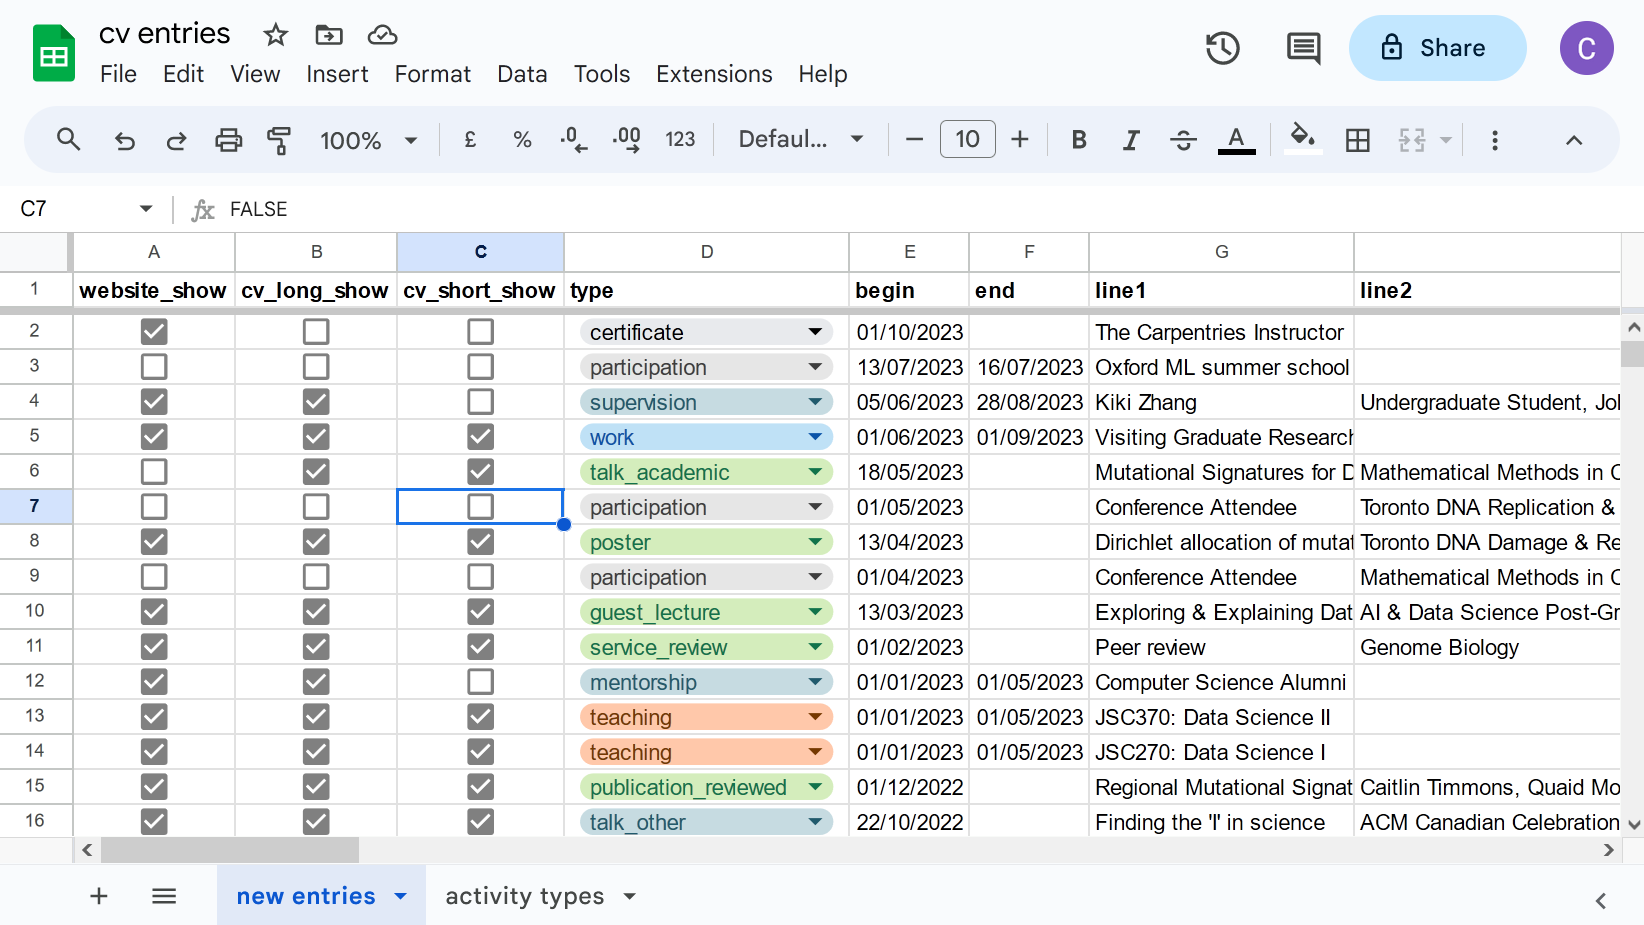 cv entries
File Edit View Insert Format Data Tools Extensions Help
Share
C
100% £ % .0 .00 123 Defaul... 10 B I A
C7 fx FALSE
A B C D E F G
1 website_show cv_long_show cv_short_show type begin end line1 line2
2 certificate 01/10/2023 The Carpentries Instructor
3 participation 13/07/2023 16/07/2023 Oxford ML summer school
4 supervision 05/06/2023 28/08/2023 Kiki Zhang Undergraduate Student, Jol
5 work 01/06/2023 01/09/2023 Visiting Graduate Research
6 talk_academic 18/05/2023 Mutational Signatures for D Mathematical Methods in C
7 participation 01/05/2023 Conference Attendee Toronto DNA Replication &
8 poster 13/04/2023 Dirichlet allocation of mutat Toronto DNA Damage & Re
9 participation 01/04/2023 Conference Attendee Mathematical Methods in C
10 guest_lecture 13/03/2023 Exploring & Explaining Dat AI & Data Science Post-Gr
11 service_review 01/02/2023 Peer review Genome Biology
12 mentorship 01/01/2023 01/05/2023 Computer Science Alumni
13 teaching 01/01/2023 01/05/2023 JSC370: Data Science II
14 teaching 01/01/2023 01/05/2023 JSC270: Data Science I
15 publication_reviewed 01/12/2022 Regional Mutational Signat Caitlin Timmons, Quaid Mo
16 talk_other 22/10/2022 Finding the 'I' in science ACM Canadian Celebration
new entries activity types